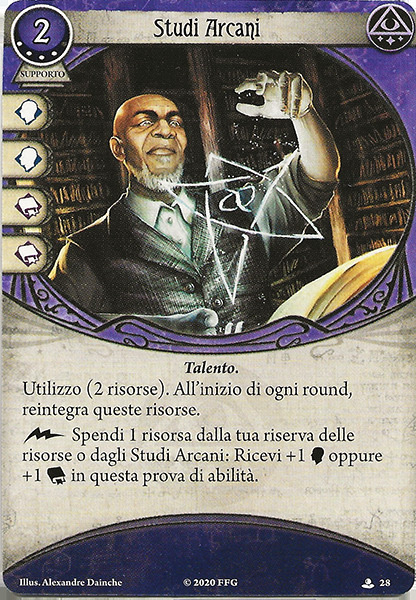 2
Studi Arcani
SUPPORTO
Talento.
Utilizzo (2 risorse). All'inizio di ogni round,
reintegra queste risorse.
Spendi 1 risorsa dalla tua riserva delle
risorse o dagli Studi Arcani: Ricevi +1 oppure
+1 in questa prova di abilità.
Illus. Alexandre Dainche © 2020 FFG 28